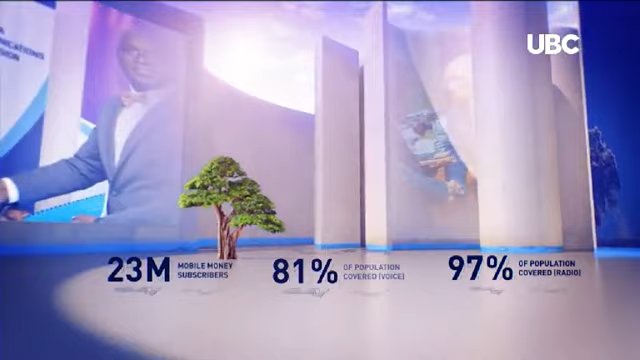 UBC
23M
MOBILE MONEY
SUBSCRIBERS
81%
OF POPULATION
COVERED (VOICE)
97%
OF POPULATION
COVERED (RADIO)